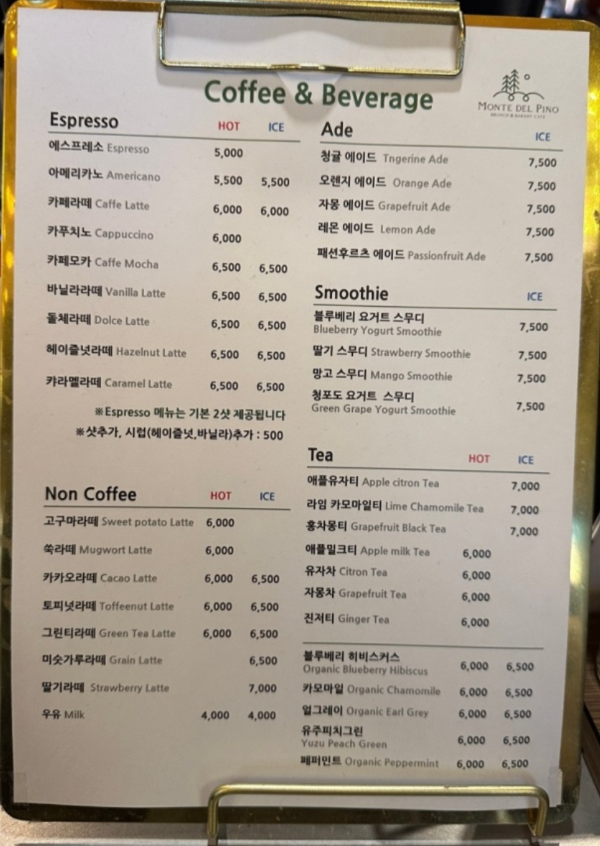 Coffee & Beverage
MONTE DEL PINO
Espresso HOT ICE
에스프레소 Espresso 5,000
아메리카노 Americano 5,500 5,500
카페라떼 Caffe Latte 6,000 6,000
카푸치노 Cappuccino 6,000
카페모카 Caffe Mocha 6,500 6,500
바닐라라떼 Vanilla Latte 6,500 6,500
돌체라떼 Dolce Latte 6,500 6,500
헤이즐넛라떼 Hazelnut Latte 6,500 6,500
캬라멜라떼 Caramel Latte 6,500 6,500
※Espresso 메뉴는 기본 2샷 제공됩니다
※샷추가, 시럽(헤이즐넛,바닐라)추가 : 500
Non Coffee HOT ICE
고구마라떼 Sweet potato Latte 6,000
쑥라떼 Mugwort Latte 6,000
카카오라떼 Cacao Latte 6,000 6,500
토피넛라떼 Toffeenut Latte 6,000 6,500
그린티라떼 Green Tea Latte 6,000 6,500
미숫가루라떼 Grain Latte 6,500
딸기라떼 Strawberry Latte 7,000
우유 Milk 4,000 4,000
Ade ICE
청귤 에이드 Tngerine Ade 7,500
오렌지 에이드 Orange Ade 7,500
자몽 에이드 Grapefruit Ade 7,500
레몬 에이드 Lemon Ade 7,500
패션후르츠 에이드 Passionfruit Ade 7,500
Smoothie ICE
블루베리 요거트 스무디
Blueberry Yogurt Smoothie 7,500
딸기 스무디 Strawberry Smoothie 7,500
망고 스무디 Mango Smoothie 7,500
청포도 요거트 스무디
Green Grape Yogurt Smoothie 7,500
Tea HOT ICE
애플유자티 Apple citron Tea 7,000
라임 카모마일티 Lime Chamomile Tea 7,000
홍차몽티 Grapefruit Black Tea 7,000
애플밀크티 Apple milk Tea 6,000
유자차 Citron Tea 6,000
자몽차 Grapefruit Tea 6,000
진저티 Ginger Tea 6,000
블루베리 히비스커스
Organic Blueberry Hibiscus 6,000 6,500
카모마일 Organic Chamomile 6,000 6,500
얼그레이 Organic Earl Grey 6,000 6,500
유주피치그린
Yuzu Peach Green 6,000 6,500
페퍼민트 Organic Peppermint 6,000 6,500